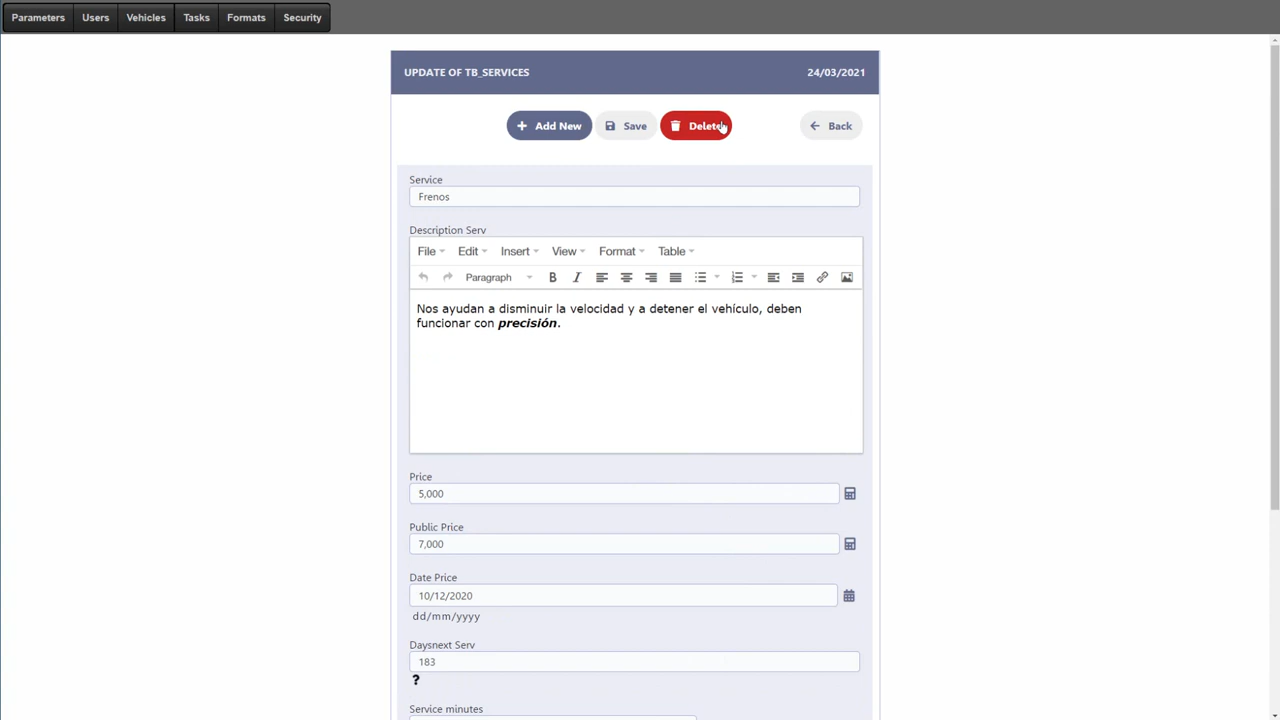 Parameters Users Vehicles Tasks Formats Security
UPDATE OF TB_SERVICES 24/03/2021
Add New Save Delete Back
Service
Frenos
Description Serv
File Edit Insert View Format Table
Paragraph B I
Nos ayudan a disminuir la velocidad y a detener el vehículo, deben
funcionar con precisión.
Price
5,000
Public Price
7,000
Date Price
10/12/2020
dd/mm/yyyy
Daysnext Serv
183
?
Service minutes